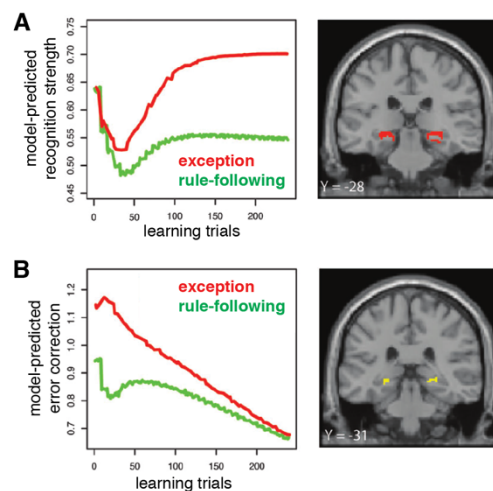 A
model-predicted
recognition strength
0.75
0.70
0.65
0.60
0.55
0.50
0.45
exception
rule-following
0 50 100 150 200
learning trials
Y = -28
B
model-predicted
error correction
1.2
1.1
1.0
0.9
0.8
0.7
exception
rule-following
0 50 100 150 200
learning trials
Y = -31